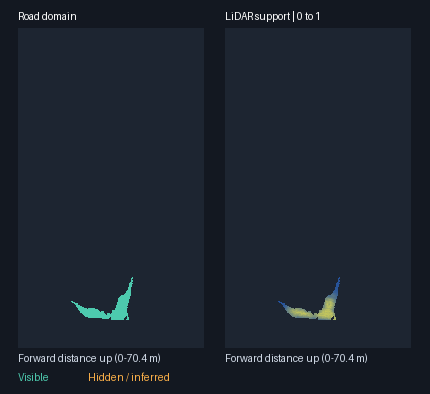 Road domain
LiDAR support | 0 to 1
Forward distance up (0-70.4 m)
Forward distance up (0-70.4 m)
Visible
Hidden / inferred